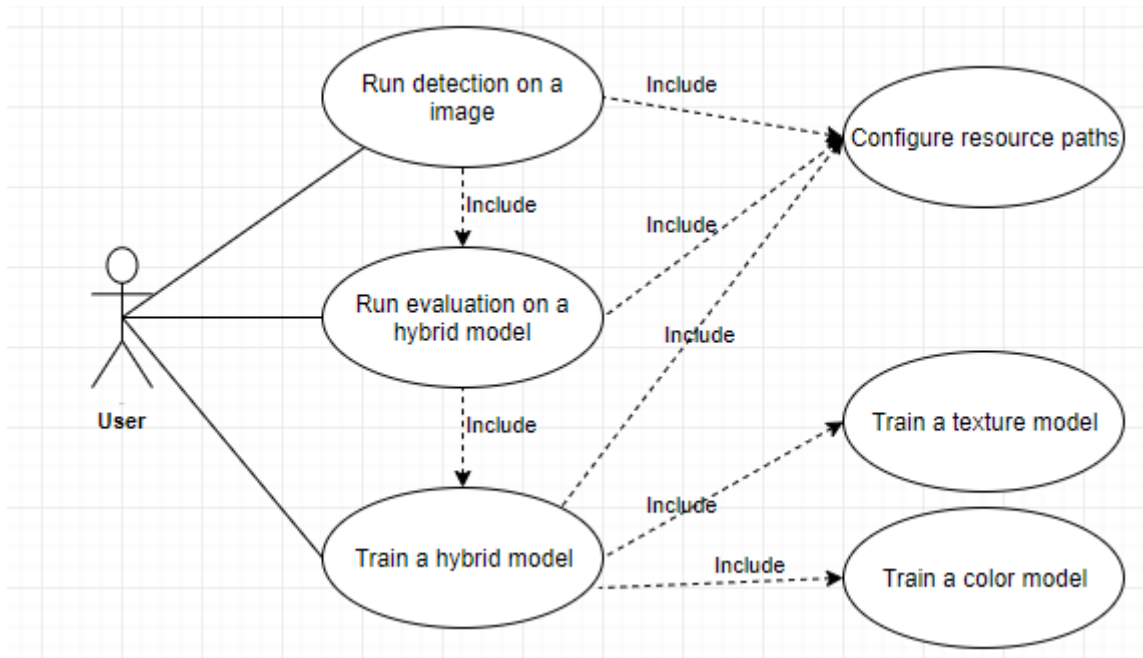 Run detection on a
image
Include
Configure resource paths
Include
Include
Run evaluation on a
hybrid model
Include
User
Include
Train a texture model
Include
Train a hybrid model
Include
Train a color model